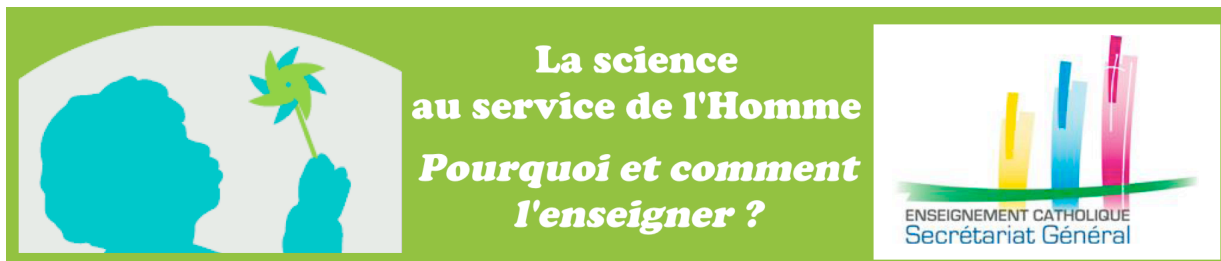 La science
au service de l'Homme
Pourquoi et comment
l'enseigner ?
ENSEIGNEMENT CATHOLIQUE
Secrétariat Général